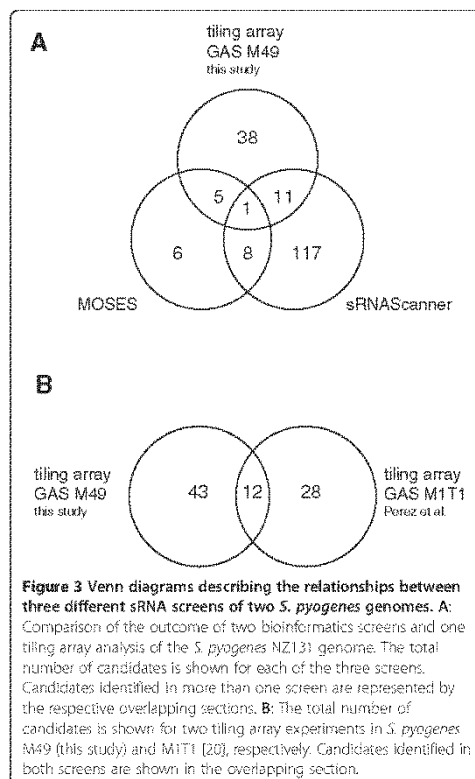 A
tiling array
GAS M49
this study
38
5
1
11
6
8
117
MOSES
sRNAScanner
B
tiling array
GAS M49
this study
43
12
28
tiling array
GAS M1T1
Perez et al.
Figure 3 Venn diagrams describing the relationships between
three different sRNA screens of two S. pyogenes genomes. A:
Comparison of the outcome of two bioinformatics screens and one
tiling array analysis of the S. pyogenes NZ131 genome. The total
number of candidates is shown for each of the three screens.
Candidates identified in more than one screen are represented by
the respective overlapping sections. B: The total number of
candidates is shown for two tiling array experiments in S. pyogenes
M49 (this study) and M1T1 [20], respectively. Candidates identified in
both screens are shown in the overlapping section.